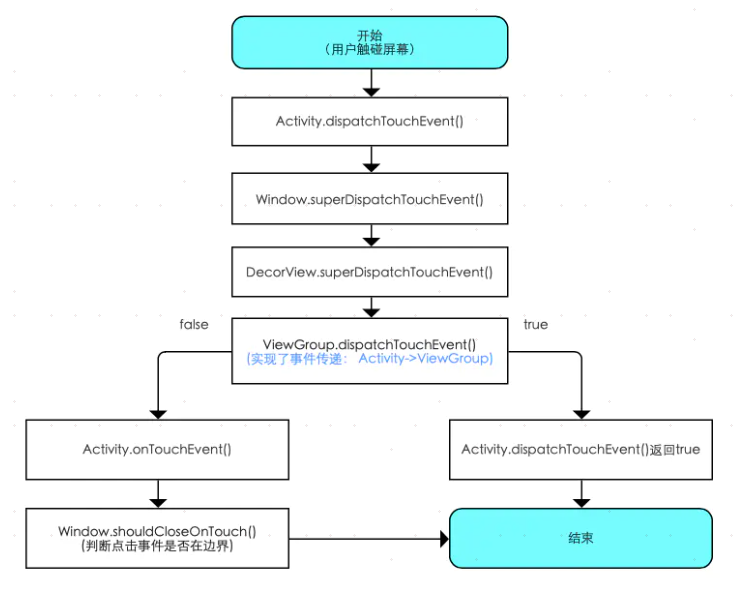 开始
(用户触碰屏幕)
Activity.dispatchTouchEvent()
Window.superDispatchTouchEvent()
DecorView.superDispatchTouchEvent()
false
true
ViewGroup.dispatchTouchEvent()
(实现了事件传递: Activity->ViewGroup)
Activity.onTouchEvent()
Activity.dispatchTouchEvent()返回true
Window.shouldCloseOnTouch()
(判断点击事件是否在边界)
结束